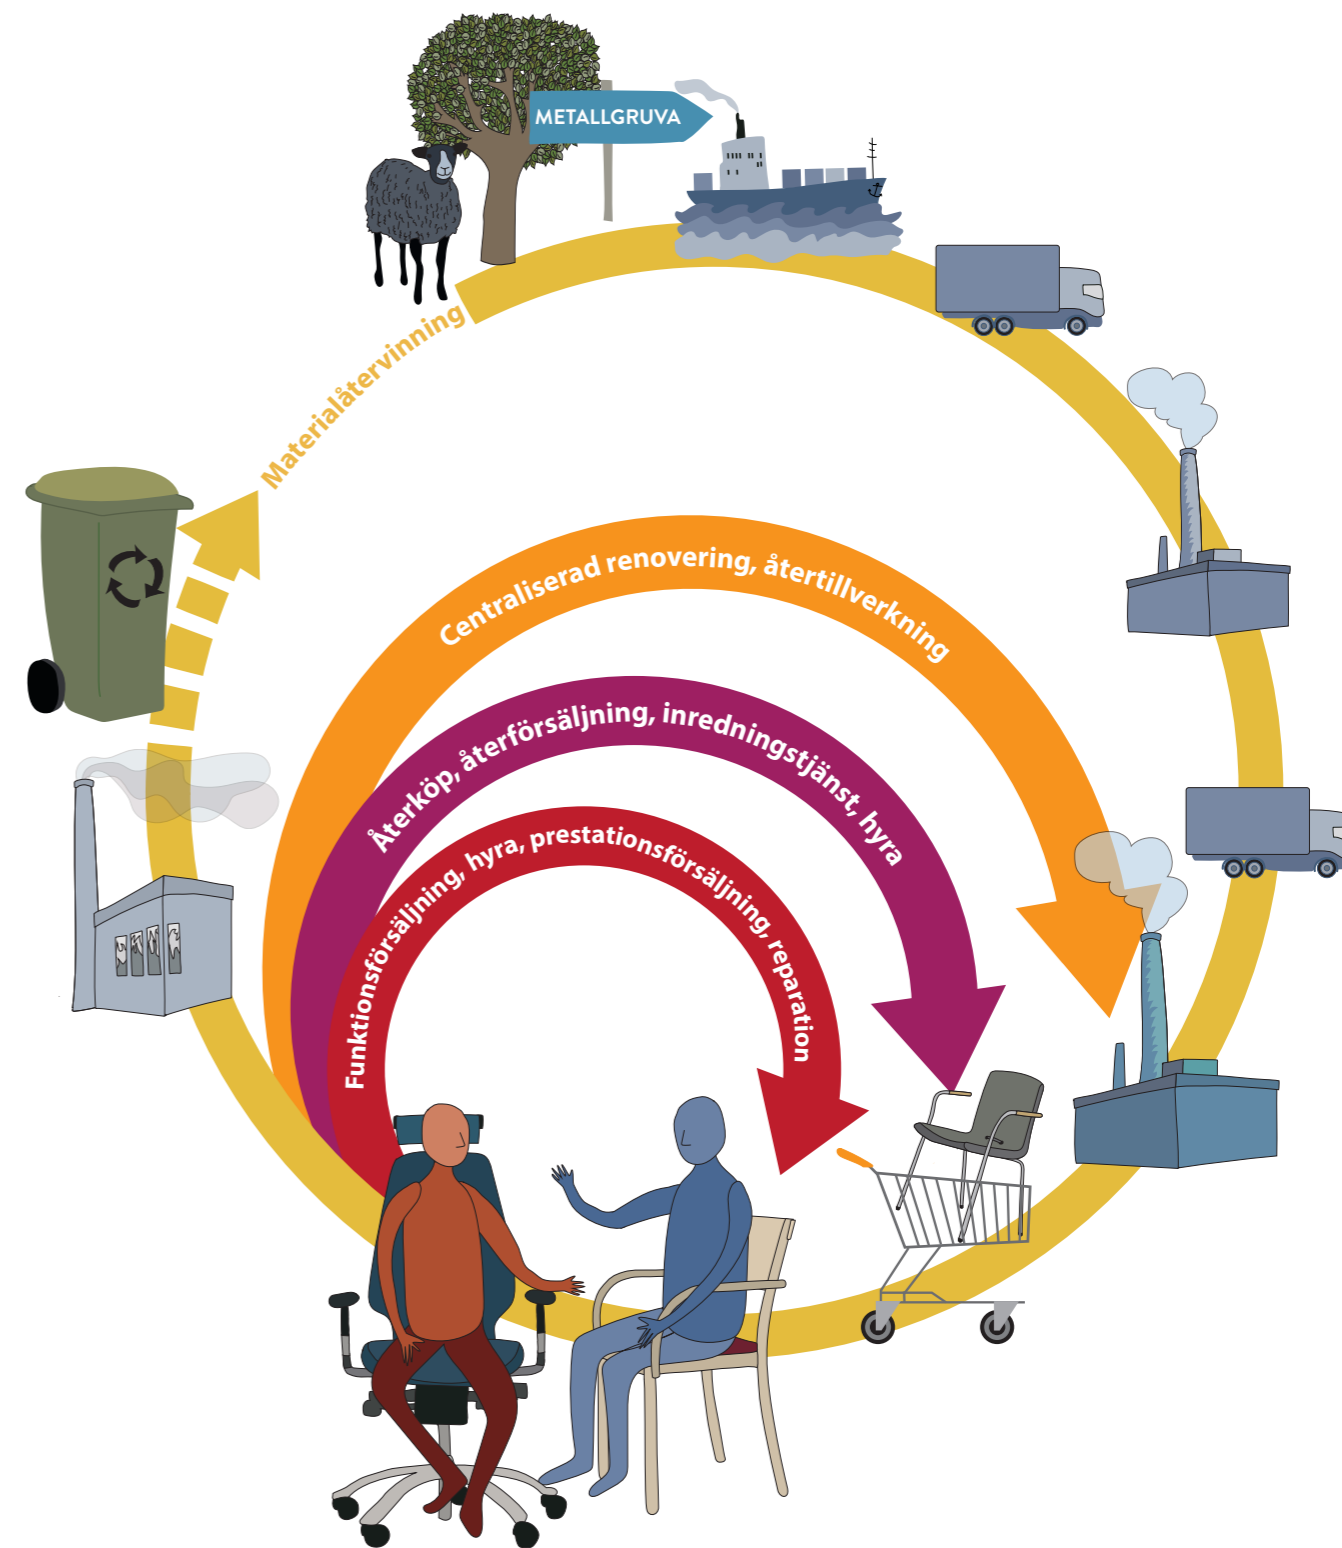 METALLGRUVA
Materialåtervinning
Centraliserad renovering, återtillverkning
Återköp, återförsäljning, inredningstjänst, hyra
Funktionsförsäljning, hyra, prestationsförsäljning, reparation